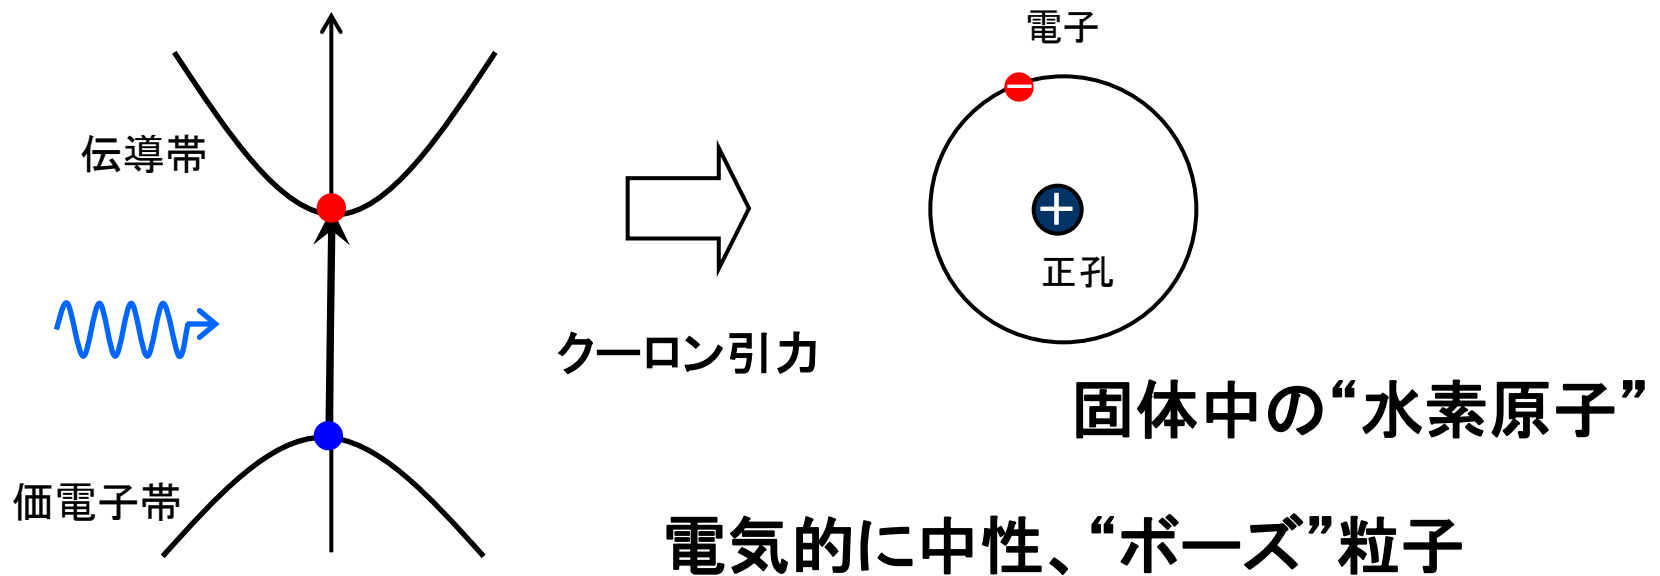 伝導帯
価電子帯
クーロン引力
電子
−
+
正孔
固体中の“水素原子”
電気的に中性、“ボーズ”粒子